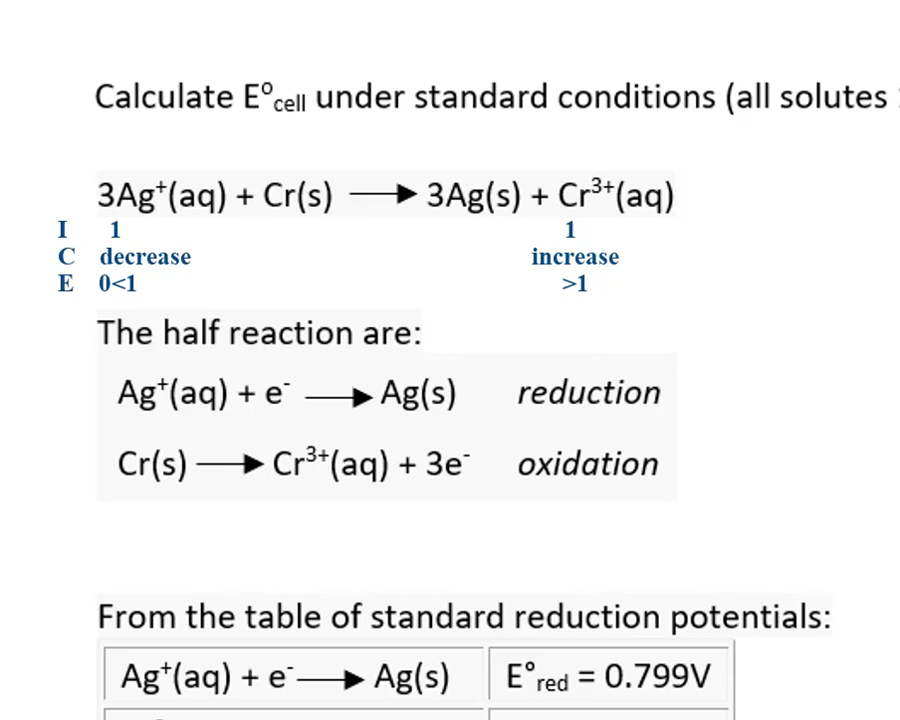 Calculate E°cell under standard conditions (all solutes
3Ag⁺(aq) + Cr(s) ⟶ 3Ag(s) + Cr³⁺(aq)
I 1 1
C decrease increase
E 0<1 >1
The half reaction are:
Ag⁺(aq) + e⁻ ⟶ Ag(s) reduction
Cr(s) ⟶ Cr³⁺(aq) + 3e⁻ oxidation
From the table of standard reduction potentials:
Ag⁺(aq) + e⁻ ⟶ Ag(s) E°red = 0.799V